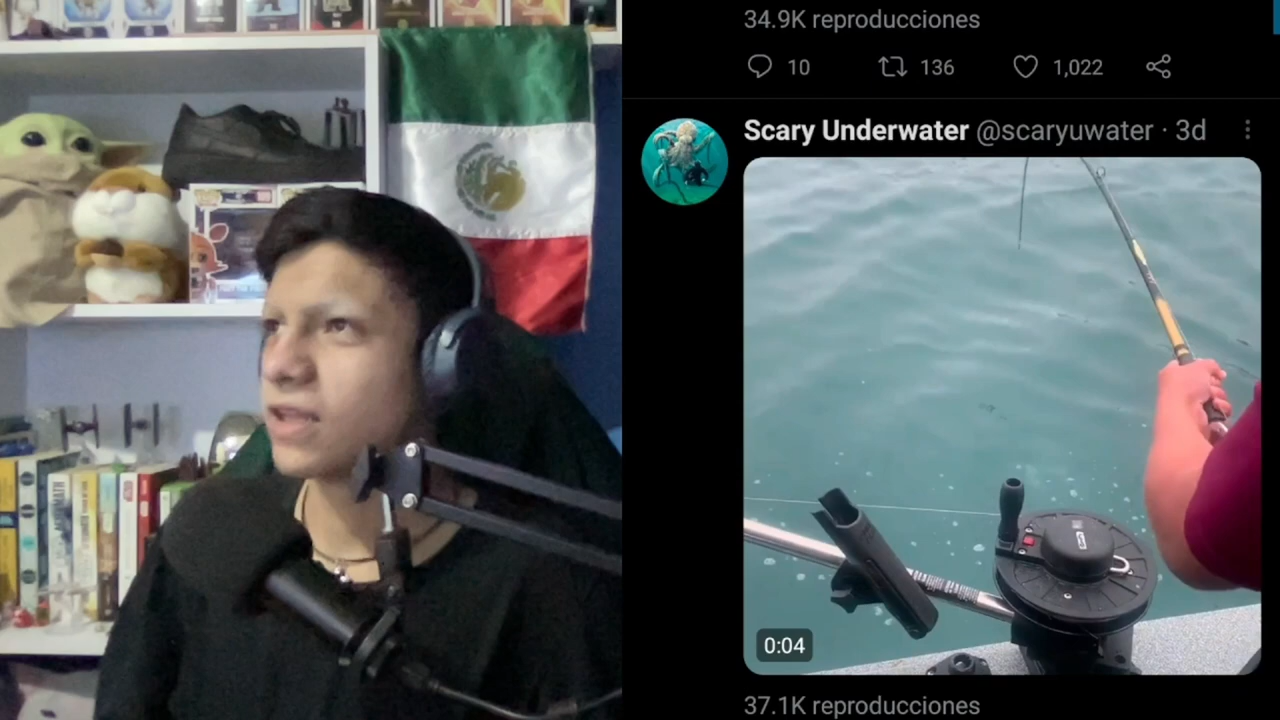 34.9K reproducciones
10 136 1,022
Scary Underwater @scaryuwater · 3d
0:04
37.1K reproducciones